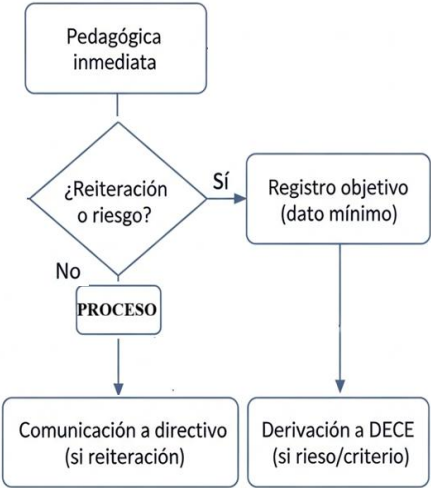 Pedagógica
inmediata
¿Reiteración
o riesgo?
Sí
Registro objetivo
(dato mínimo)
No
PROCESO
Comunicación a directivo
(si reiteración)
Derivación a DECE
(si rieso/criterio)